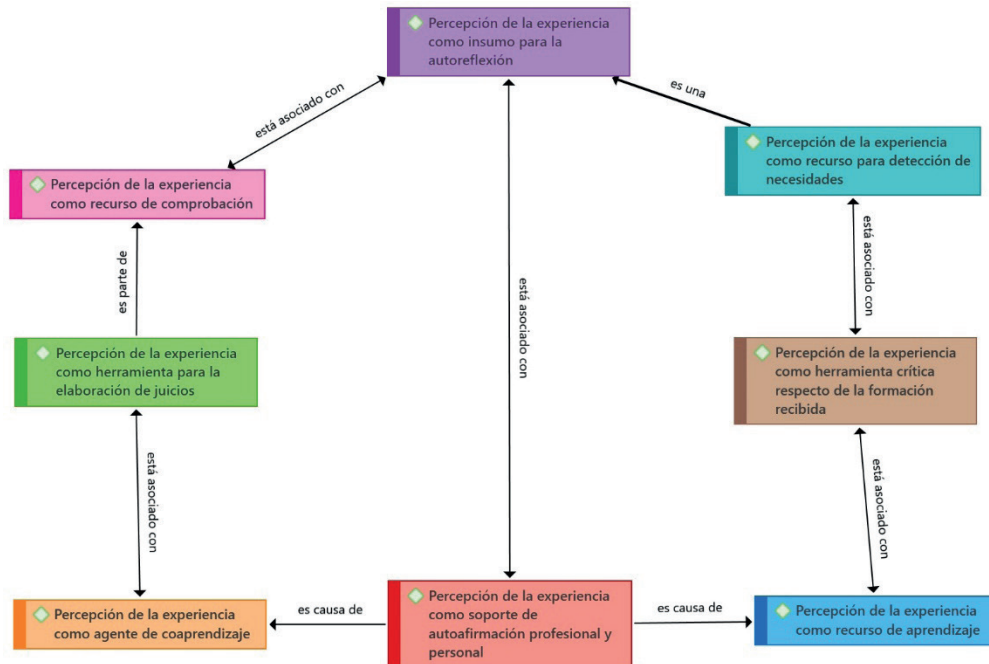 Percepción de la experiencia
como insumo para la
autoreflexión
es una
está asociado con
Percepción de la experiencia
como recurso para detección de
necesidades
Percepción de la experiencia
como recurso de comprobación
es parte de
está asociado con
está asociado con
Percepción de la experiencia
como herramienta para la
elaboración de juicios
Percepción de la experiencia
como herramienta crítica
respecto de la formación
recibida
está asociado con
está asociado con
Percepción de la experiencia
como agente de coaprendizaje
es causa de
Percepción de la experiencia
como soporte de
autoafirmación profesional y
personal
es causa de
Percepción de la experiencia
como recurso de aprendizaje